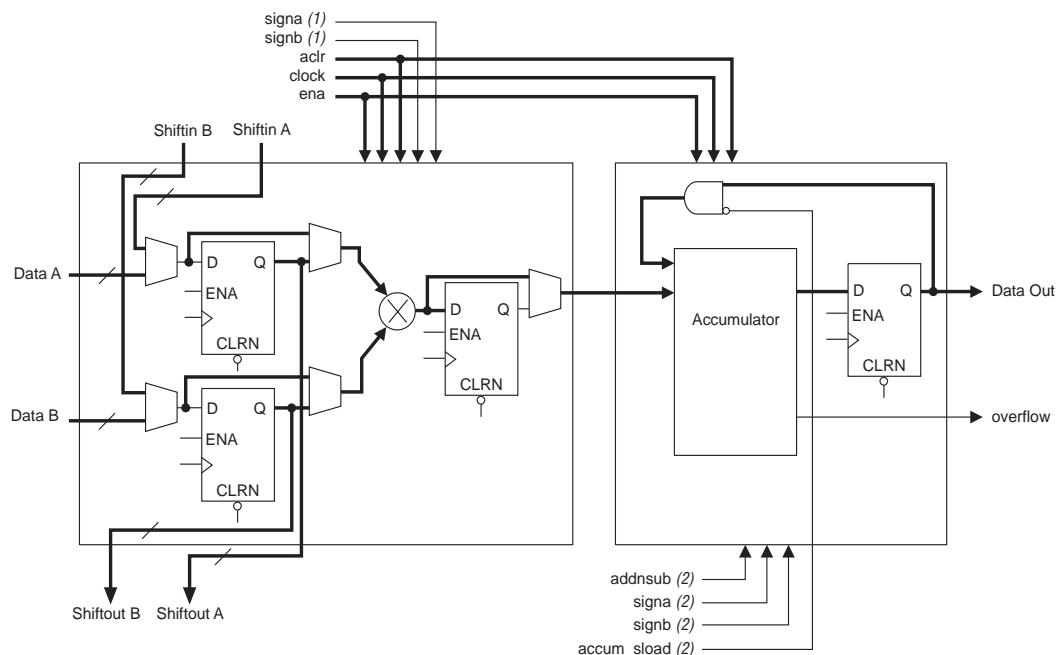 signa (1)
signb (1)
aclr
clock
ena
Shiftin B
Shiftin A
Data A
D Q
ENA
CLRN
Data B
D Q
ENA
CLRN
D Q
ENA
CLRN
Shiftout B
Shiftout A
Accumulator
D Q
ENA
CLRN
Data Out
overflow
addnsub (2)
signa (2)
signb (2)
accum_sload (2)